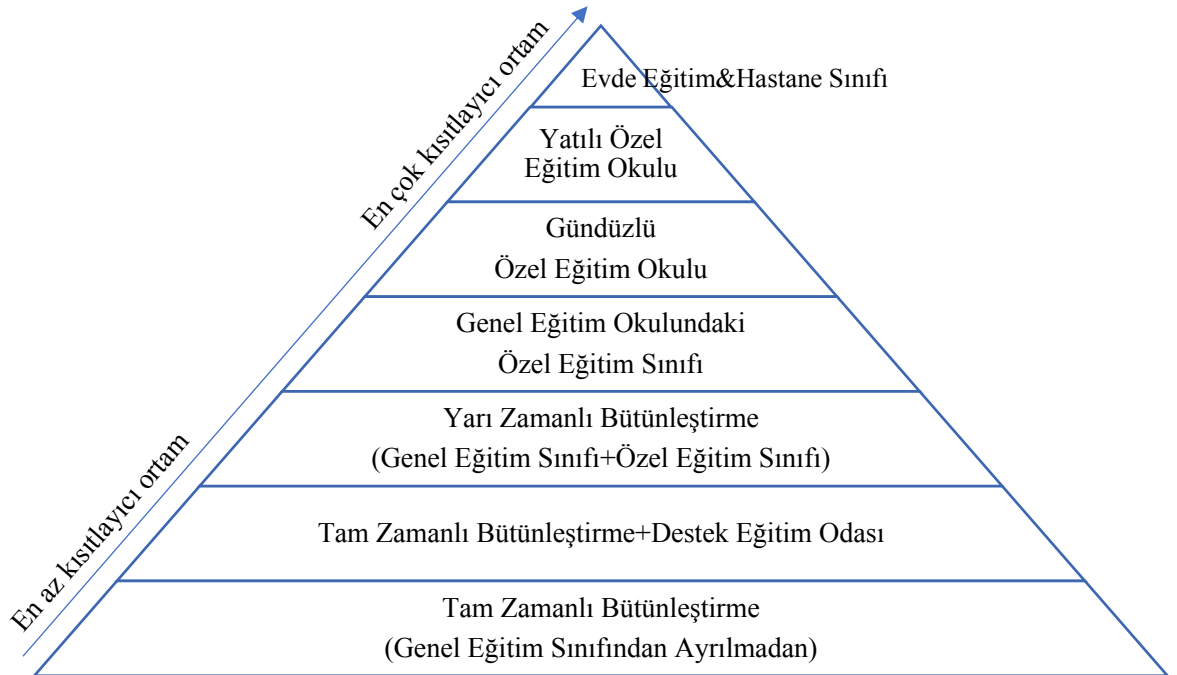 Evde Eğitim&Hastane Sınıfı
Yatılı Özel
Eğitim Okulu
Gündüzlü
Özel Eğitim Okulu
Genel Eğitim Okulundaki
Özel Eğitim Sınıfı
Yarı Zamanlı Bütünleştirme
(Genel Eğitim Sınıfı+Özel Eğitim Sınıfı)
Tam Zamanlı Bütünleştirme+Destek Eğitim Odası
Tam Zamanlı Bütünleştirme
(Genel Eğitim Sınıfından Ayrılmadan)
En çok kısıtlayıcı ortam
En az kısıtlayıcı ortam